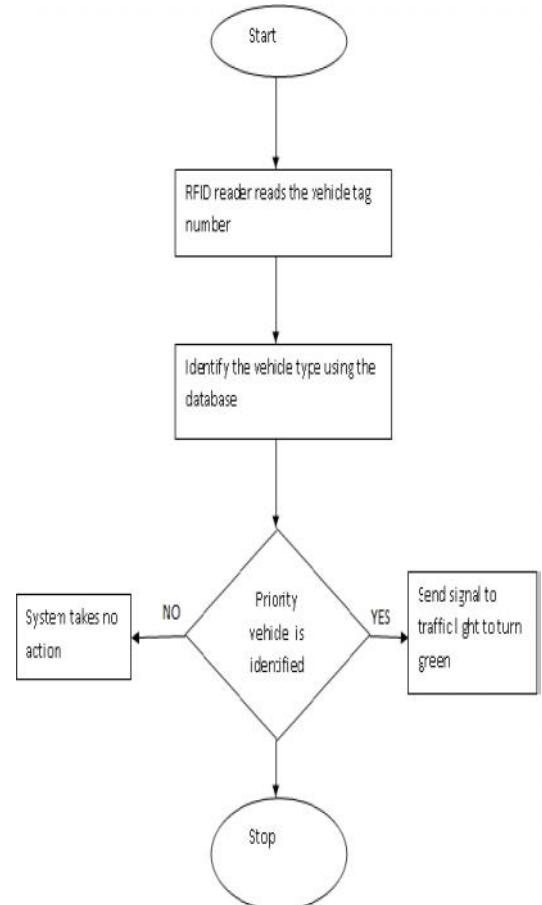 Start
RFID reader reads the vehicle tag
number
Identify the vehicle type using the
database
Priority
vehicle is
identified
NO
System takes no
action
YES
Send signal to
traffic light to turn
green
Stop